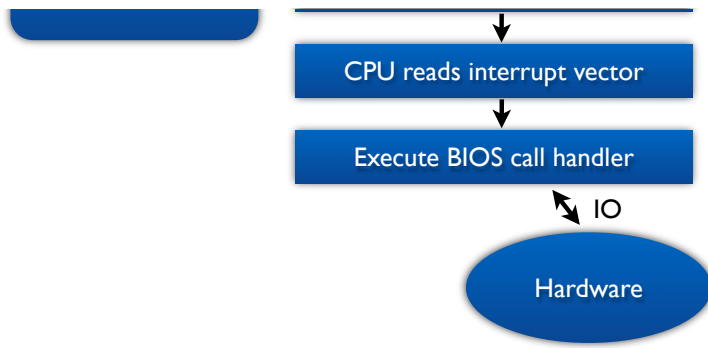 CPU reads interrupt vector
Execute BIOS call handler
IO
Hardware